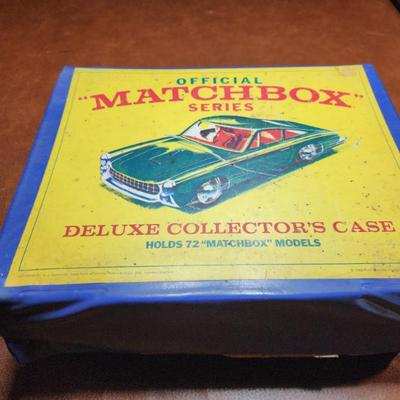 OFFICIAL
"MATCHBOX"
SERIES
DELUXE COLLECTOR'S CASE
HOLDS 72 "MATCHBOX" MODELS